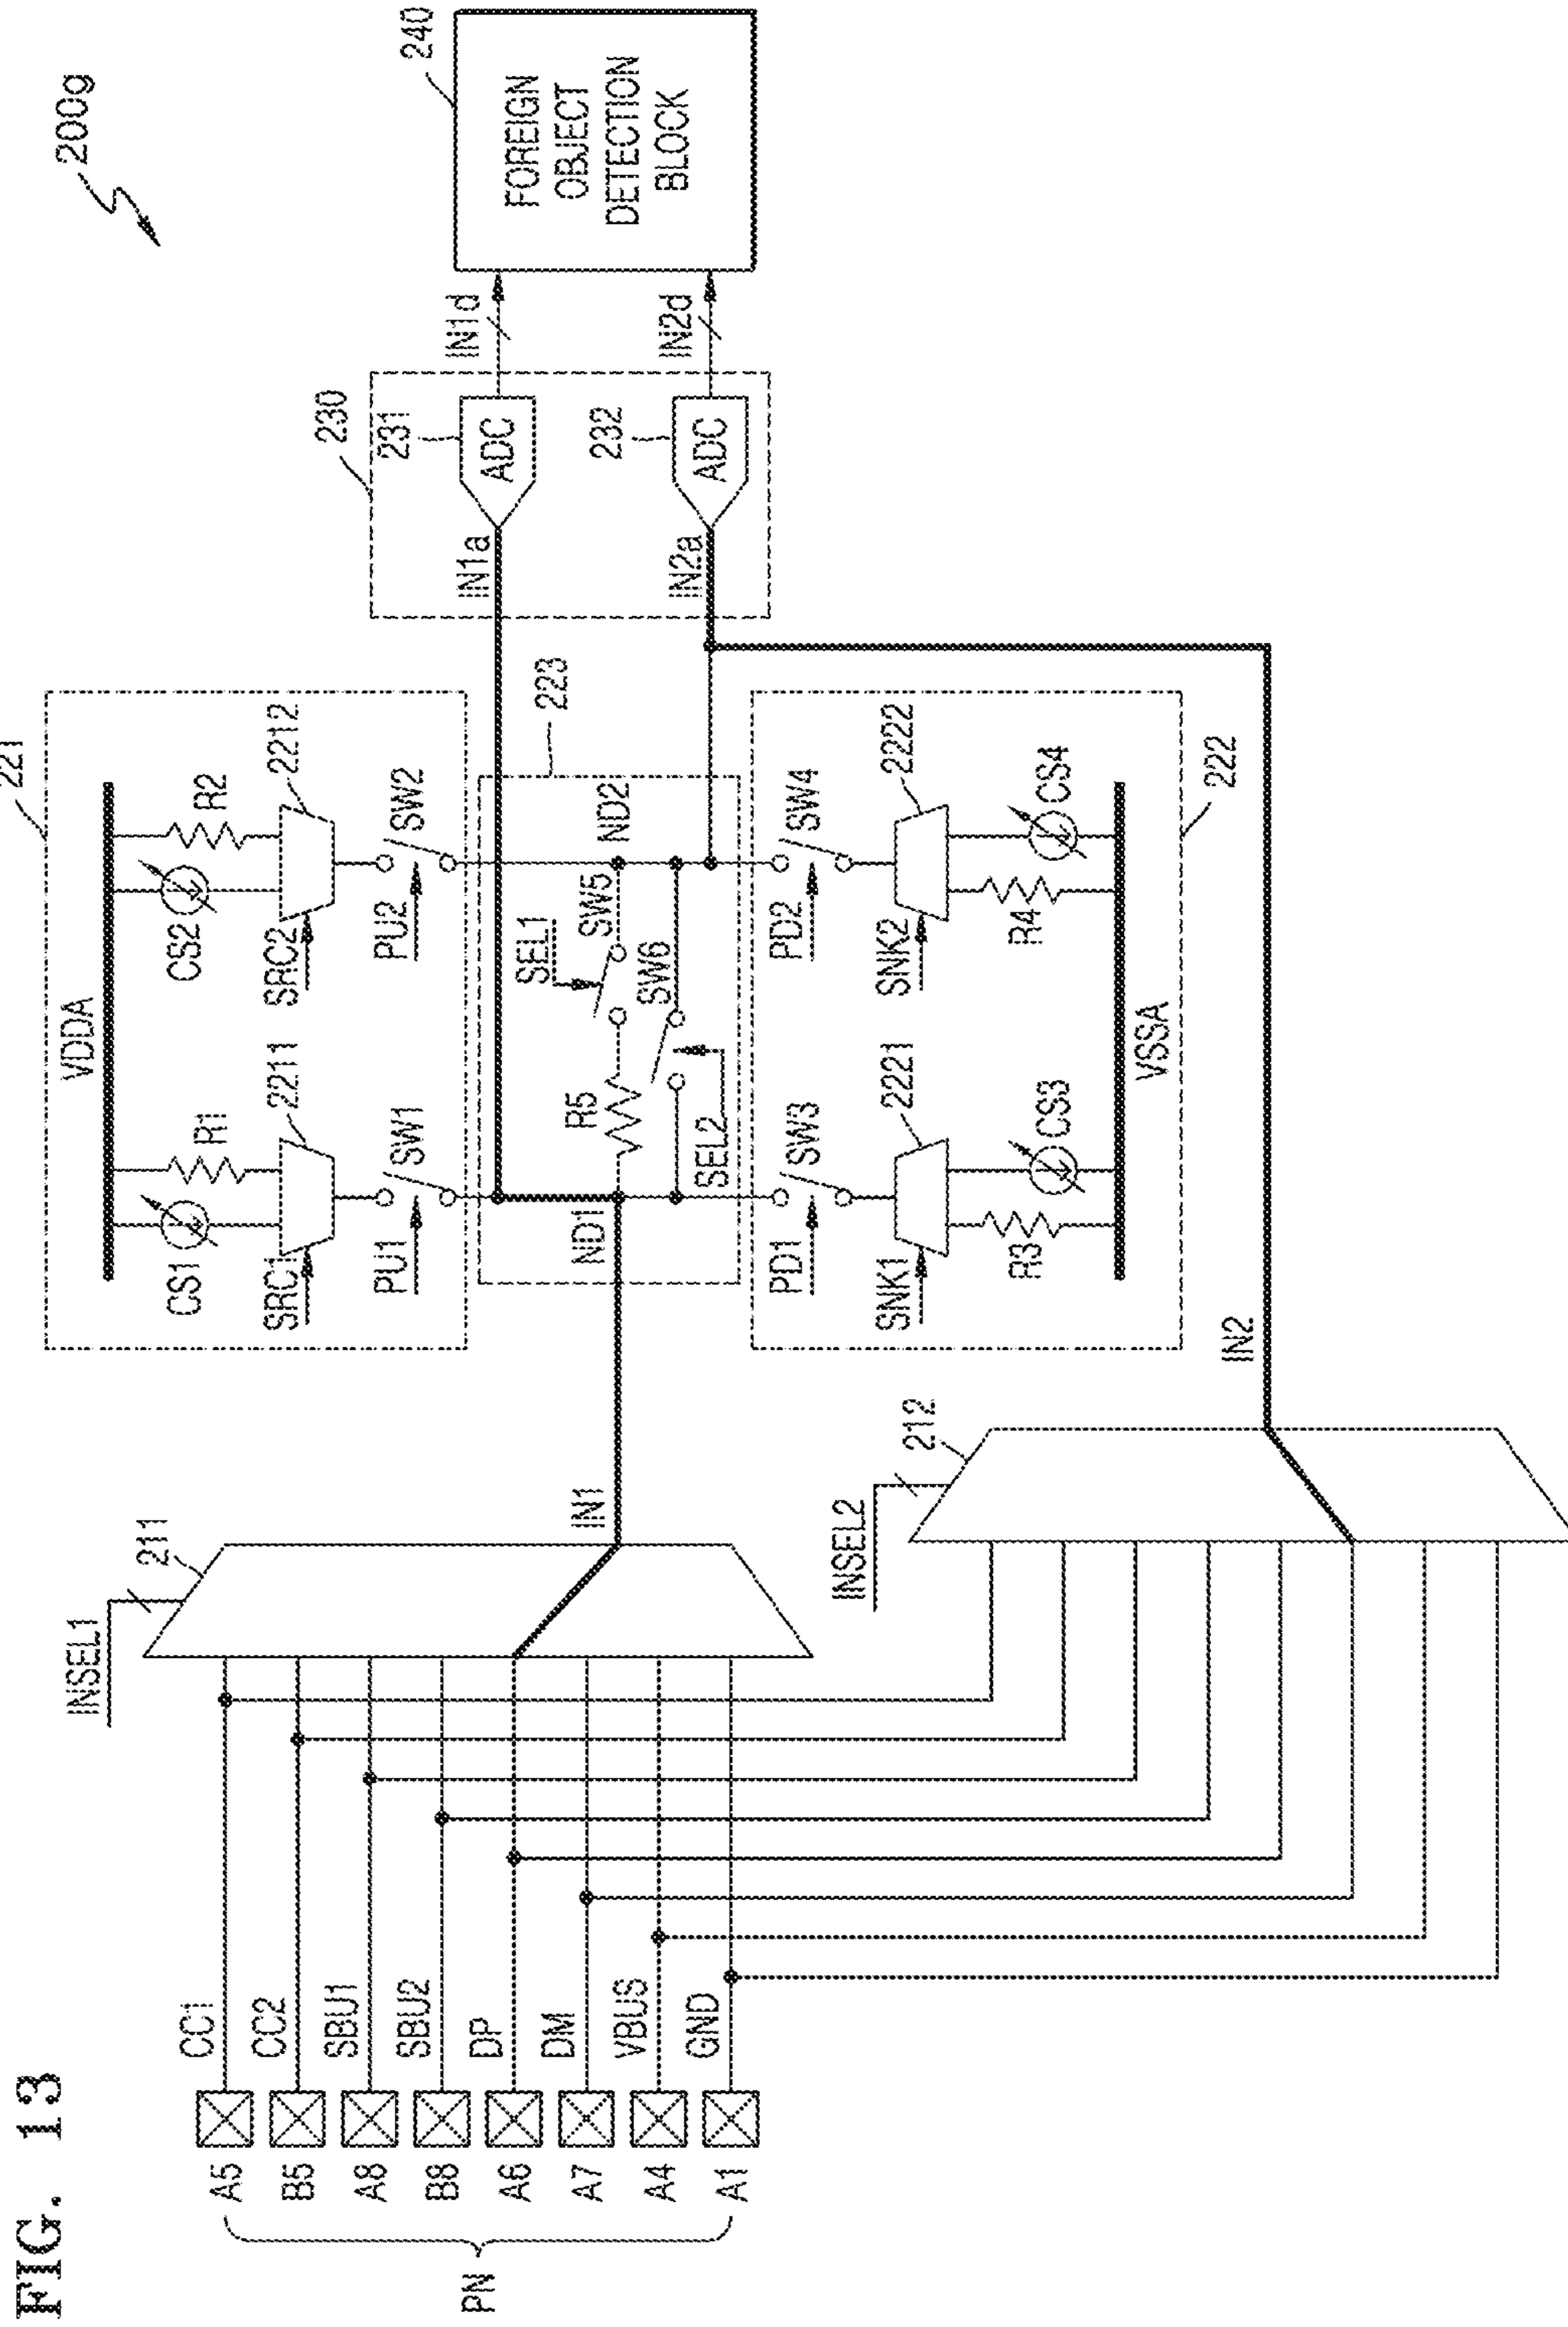 FIG. 13
200g
PN
A5
B5
A8
B8
A6
A7
A4
A1
CC1
CC2
SBU1
SBU2
DP
DM
VBUS
GND
INSEL1
211
IN1
INSEL2
212
IN2
221
VDDA
CS1
R1
CS2
R2
SRC1
2211
SRC2
2212
PU1
SW1
PU2
SW2
223
ND1
R5
SEL1
SW5
ND2
SW6
SEL2
PD1
SW3
PD2
SW4
SNK1
2221
SNK2
2222
R3
CS3
R4
CS4
VSSA
222
230
IN1a
231
ADC
IN1d
IN2a
232
ADC
IN2d
240
FOREIGN
OBJECT
DETECTION
BLOCK